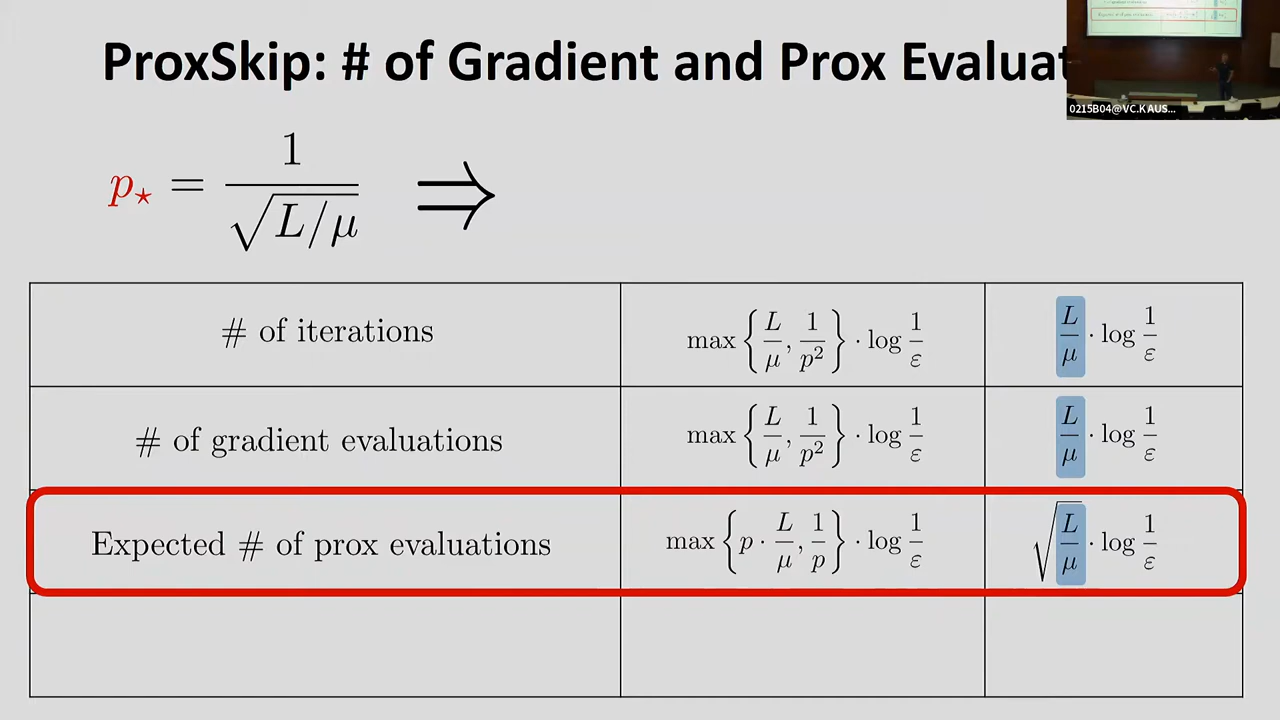 ProxSkip: # of Gradient and Prox
0215B04@VC.KAUS...
p⋆ = 1 / √(L/μ) ⇒
# of iterations max { L/μ, 1/p² } · log 1/ε L/μ · log 1/ε
# of gradient evaluations max { L/μ, 1/p² } · log 1/ε L/μ · log 1/ε
Expected # of prox evaluations max { p · L/μ, 1/p } · log 1/ε √(L/μ) · log 1/ε